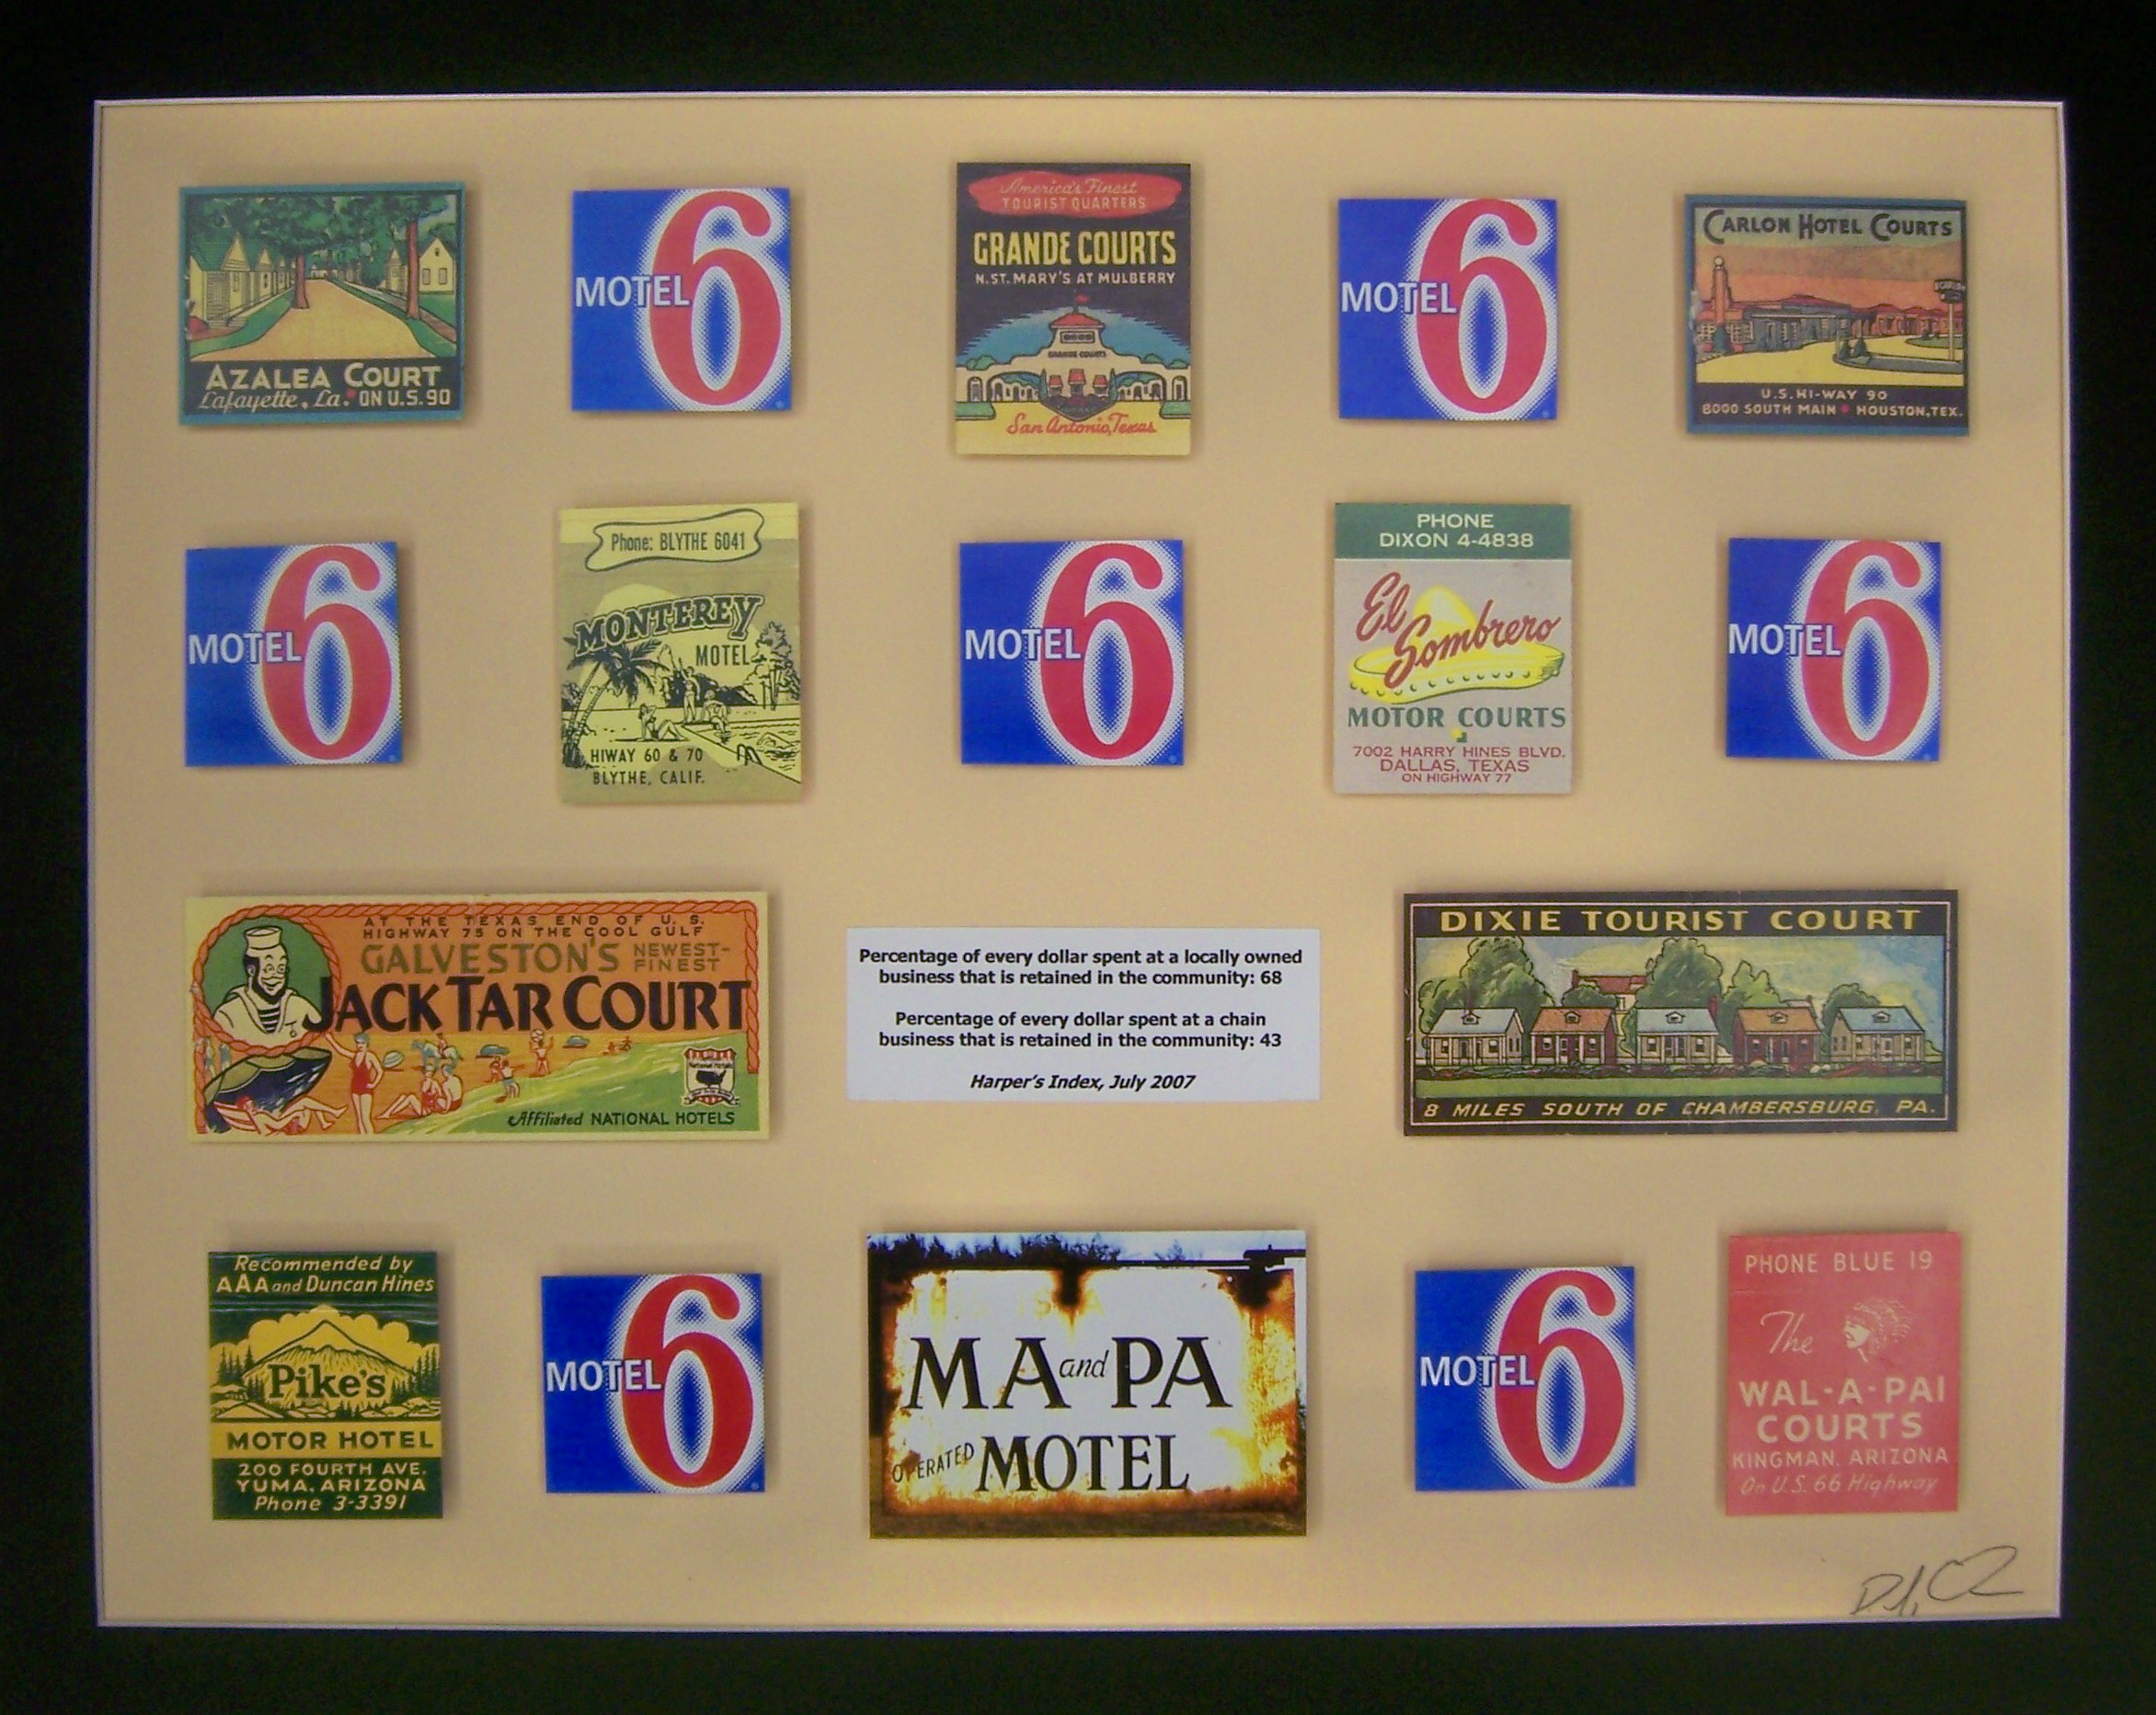 AZALEA COURT
Lafayette, La. ON U.S. 90
MOTEL 6
America's Finest
TOURIST QUARTERS
GRANDE COURTS
N. ST. MARY'S AT MULBERRY
GRANDE COURTS
San Antonio, Texas
MOTEL 6
CARLON HOTEL COURTS
U.S. HI-WAY 90
8000 SOUTH MAIN • HOUSTON, TEX.
MOTEL 6
Phone: BLYTHE 6041
MONTEREY
MOTEL
HIWAY 60 & 70
BLYTHE, CALIF.
MOTEL 6
PHONE
DIXON 4-4838
El
Sombrero
MOTOR COURTS
7002 HARRY HINES BLVD.
DALLAS, TEXAS
ON HIGHWAY 77
MOTEL 6
AT THE TEXAS END OF U. S.
HIGHWAY 75 ON THE COOL GULF
GALVESTON'S NEWEST-
FINEST
JACK TAR COURT
Affiliated NATIONAL HOTELS
Percentage of every dollar spent at a locally owned
business that is retained in the community: 68
Percentage of every dollar spent at a chain
business that is retained in the community: 43
Harper's Index, July 2007
DIXIE TOURIST COURT
8 MILES SOUTH OF CHAMBERSBURG, PA.
Recommended by
AAA and Duncan Hines
Pike's
MOTOR HOTEL
200 FOURTH AVE.
YUMA, ARIZONA
Phone 3-3391
MOTEL 6
THIS IS A
MA and PA
OPERATED MOTEL
MOTEL 6
PHONE BLUE 19
The
WAL-A-PAI
COURTS
KINGMAN, ARIZONA
On U.S. 66 Highway